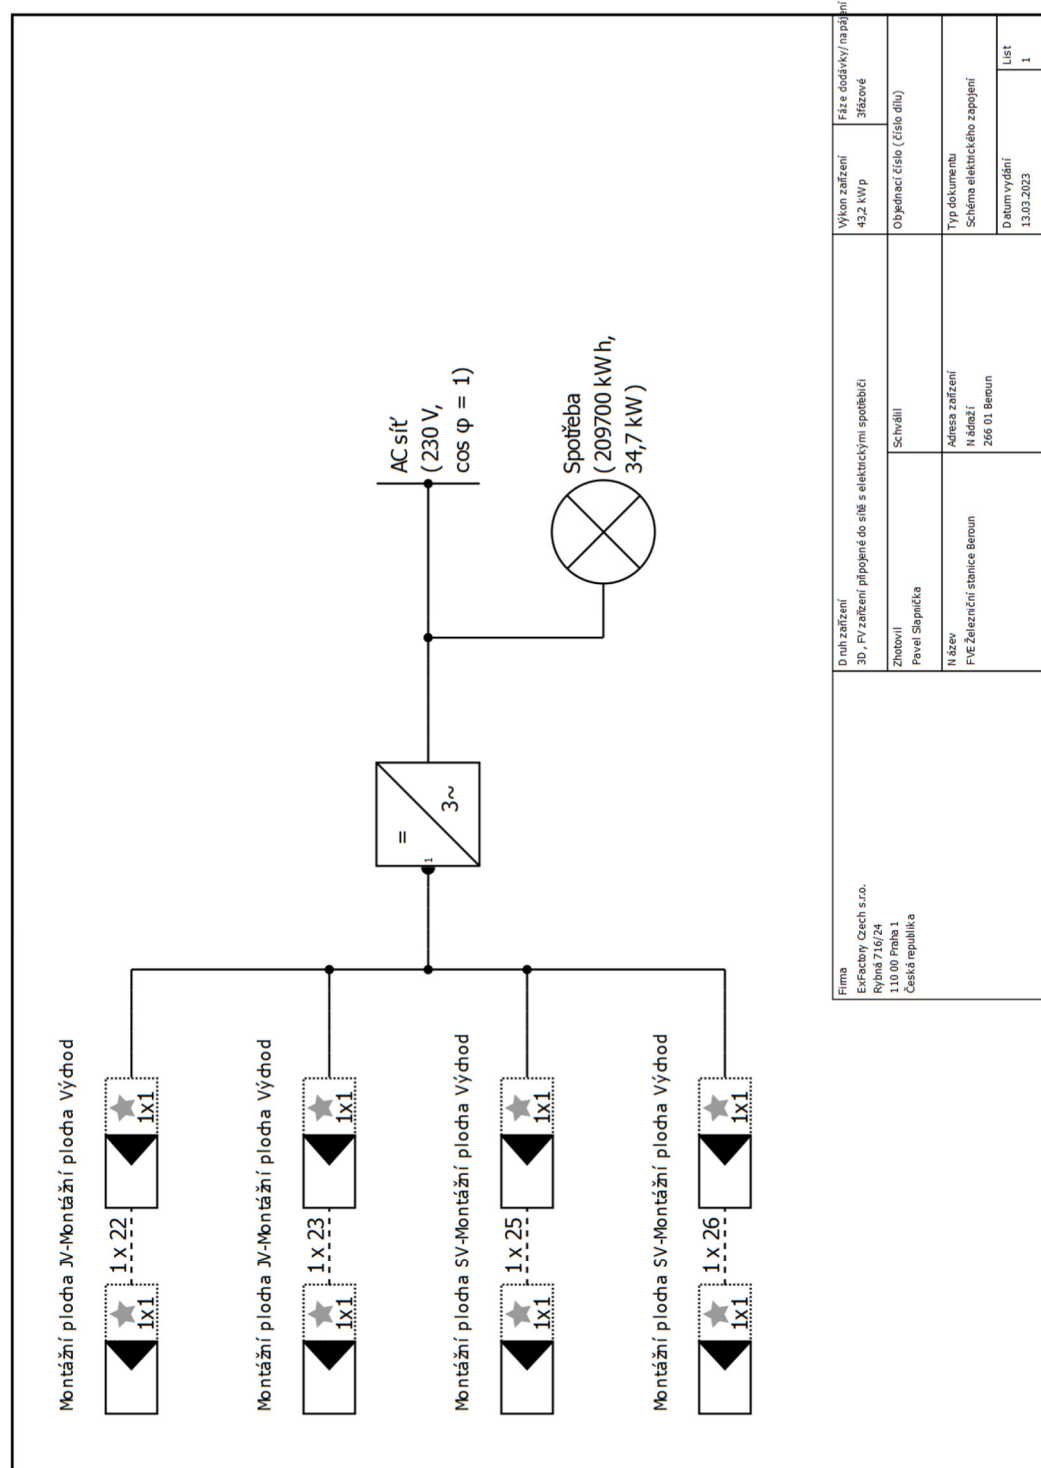 Montážní plocha JV-Montážní plocha Východ
1x1
1 x 22
1x1
Montážní plocha JV-Montážní plocha Východ
1x1
1 x 23
1x1
Montážní plocha SV-Montážní plocha Východ
1x1
1 x 25
1x1
Montážní plocha SV-Montážní plocha Východ
1x1
1 x 26
1x1
1
=
3~
AC síť
(230 V,
cos φ = 1)
Spotřeba
(209700 kWh,
34,7 kW)
Firma
ExFactory Czech s.r.o.
Rybná 716/24
110 00 Praha 1
Česká republika
Druh zařízení
3D, FV zařízení připojené do sítě s elektrickými spotřebiči
Výkon zařízení
43,2 kWp
Fáze dodávky/napájení
3fázové
Zhotovil
Pavel Slapnička
Schválil
Objednací číslo (číslo dílu)
Název
FVE Železniční stanice Beroun
Adresa zařízení
Nádraží
266 01 Beroun
Typ dokumentu
Schéma elektrického zapojení
Datum vydání
13.03.2023
List
1